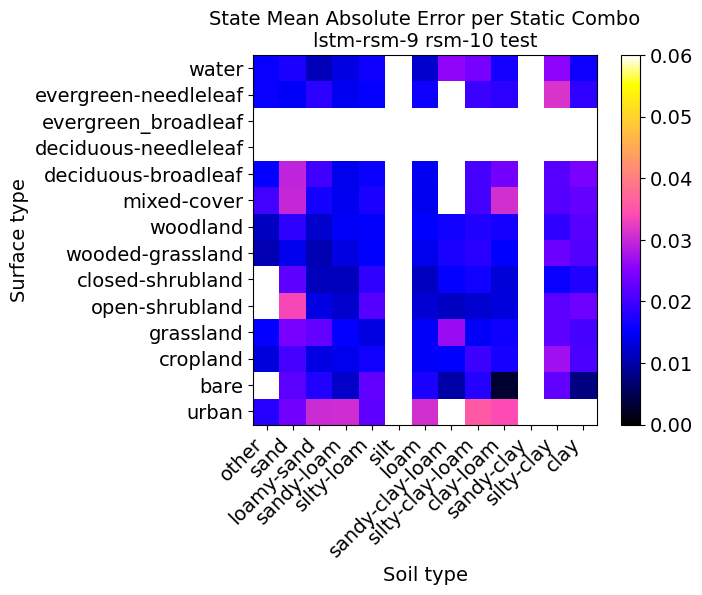 State Mean Absolute Error per Static Combo
lstm-rsm-9 rsm-10 test
Surface type
water
evergreen-needleleaf
evergreen_broadleaf
deciduous-needleleaf
deciduous-broadleaf
mixed-cover
woodland
wooded-grassland
closed-shrubland
open-shrubland
grassland
cropland
bare
urban
other
sand
loamy-sand
sandy-loam
silty-loam
silt
loam
sandy-clay-loam
silty-clay-loam
clay-loam
sandy-clay
silty-clay
clay
Soil type
0.06
0.05
0.04
0.03
0.02
0.01
0.00